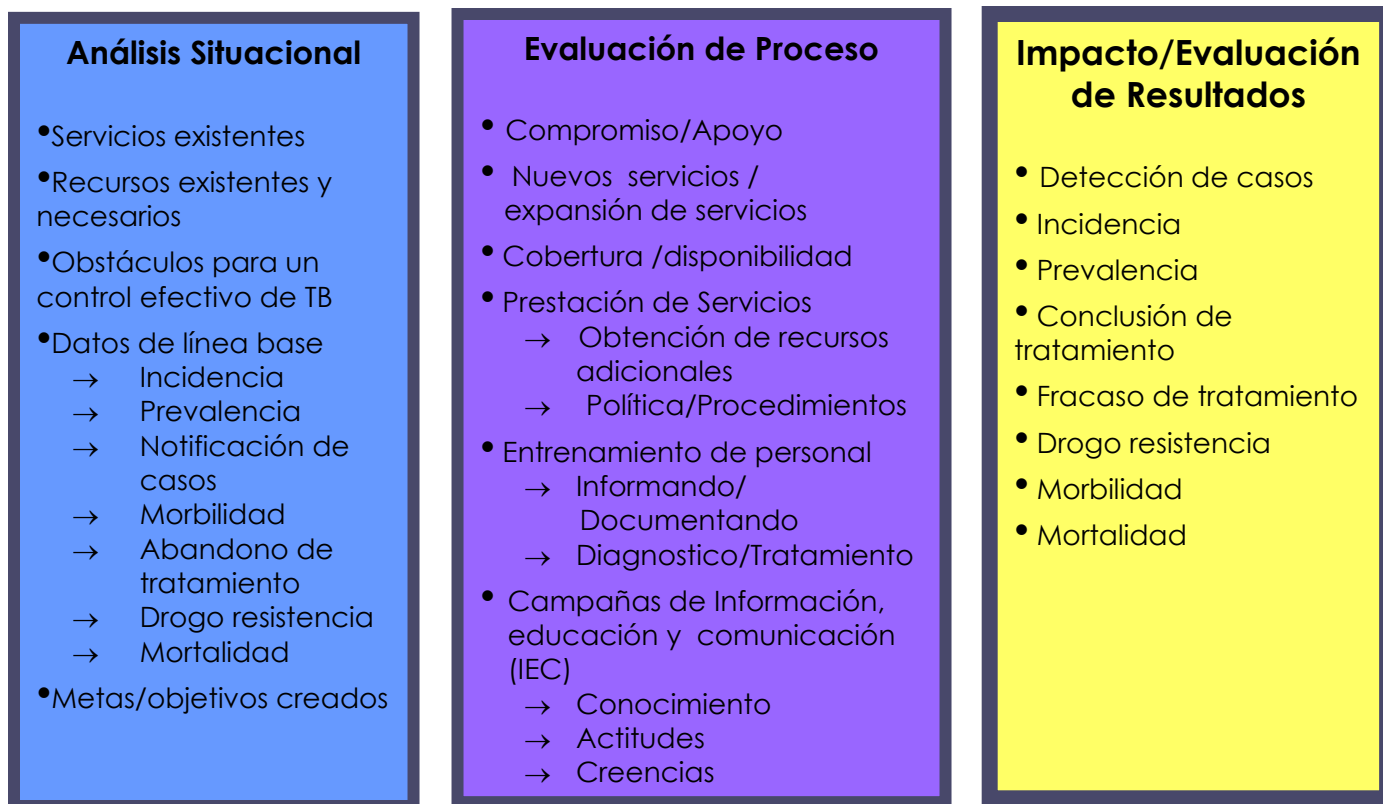 Análisis Situacional
•Servicios existentes
•Recursos existentes y
necesarios
•Obstáculos para un
control efectivo de TB
•Datos de línea base
→ Incidencia
→ Prevalencia
→ Notificación de
casos
→ Morbilidad
→ Abandono de
tratamiento
→ Drogo resistencia
→ Mortalidad
•Metas/objetivos creados
Evaluación de Proceso
• Compromiso/Apoyo
• Nuevos servicios /
expansión de servicios
• Cobertura /disponibilidad
• Prestación de Servicios
→ Obtención de recursos
adicionales
→ Política/Procedimientos
• Entrenamiento de personal
→ Informando/
Documentando
→ Diagnostico/Tratamiento
• Campañas de Información,
educación y comunicación
(IEC)
→ Conocimiento
→ Actitudes
→ Creencias
Impacto/Evaluación
de Resultados
• Detección de casos
• Incidencia
• Prevalencia
• Conclusión de
tratamiento
• Fracaso de tratamiento
• Drogo resistencia
• Morbilidad
• Mortalidad